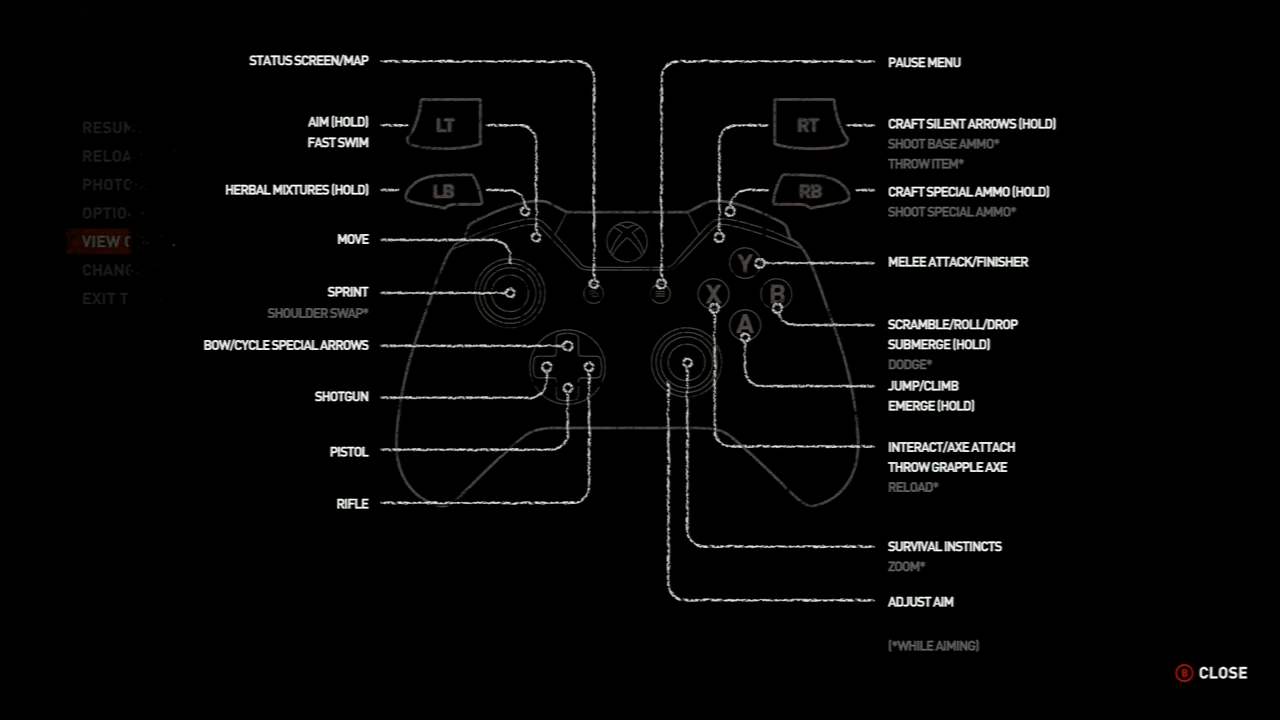 STATUS SCREEN/MAP
AIM (HOLD)
FAST SWIM
LT
HERBAL MIXTURES (HOLD)
LB
MOVE
SPRINT
SHOULDER SWAP*
BOW/CYCLE SPECIAL ARROWS
SHOTGUN
PISTOL
RIFLE
PAUSE MENU
RT
CRAFT SILENT ARROWS (HOLD)
SHOOT BASE AMMO*
THROW ITEM*
RB
CRAFT SPECIAL AMMO (HOLD)
SHOOT SPECIAL AMMO*
Y
MELEE ATTACK/FINISHER
X
B
A
SCRAMBLE/ROLL/DROP
SUBMERGE (HOLD)
DODGE*
JUMP/CLIMB
EMERGE (HOLD)
INTERACT/AXE ATTACH
THROW GRAPPLE AXE
RELOAD*
SURVIVAL INSTINCTS
ZOOM*
ADJUST AIM
(*WHILE AIMING)
VIEW
EXIT
B CLOSE